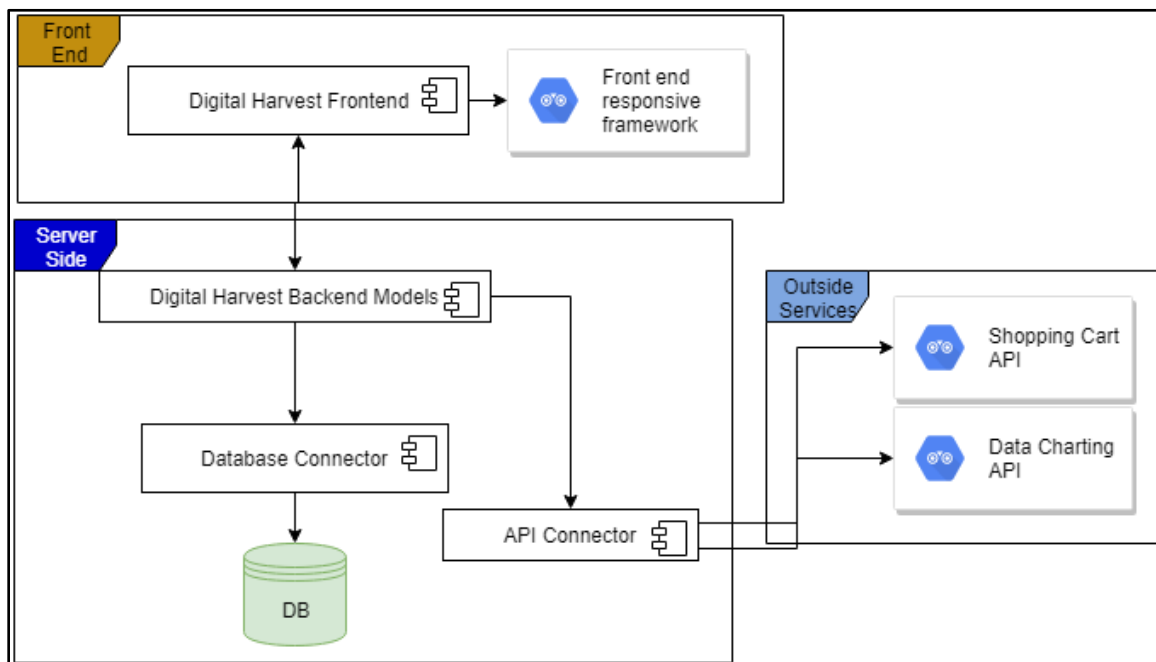 Front
End
Digital Harvest Frontend
Front end
responsive
framework
Server
Side
Digital Harvest Backend Models
Outside
Services
Shopping Cart
API
Database Connector
Data Charting
API
API Connector
DB